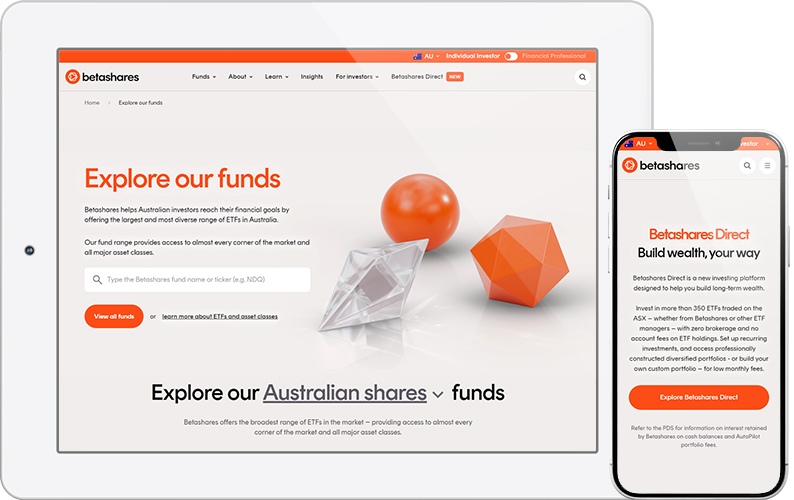 AU Individual Investor Financial Professional
betashares Funds About Learn Insights For investors Betashares Direct NEW
Home > Explore our funds
Explore our funds
Betashares helps Australian investors reach their financial goals by
offering the largest and most diverse range of ETFs in Australia.
Our fund range provides access to almost every corner of the market and
all major asset classes.
Type the Betashares fund name or ticker (e.g. NDQ)
View all funds or learn more about ETFs and asset classes
Explore our Australian shares funds
Betashares offers the broadest range of ETFs in the market – providing access to almost every
corner of the market and all major asset classes.
AU vestor
betashares
Betashares Direct
Build wealth, your way
Betashares Direct is a new investing platform
designed to help you build long-term wealth.
Invest in more than 350 ETFs traded on the
ASX – whether from Betashares or other ETF
managers – with zero brokerage and no
account fees on ETF holdings. Set up recurring
investments, and access professionally
constructed diversified portfolios - or build your
own custom portfolio – for low monthly fees.
Explore Betashares Direct
Refer to the PDS for information on interest retained
by Betashares on cash balances and AutoPilot
portfolio fees.